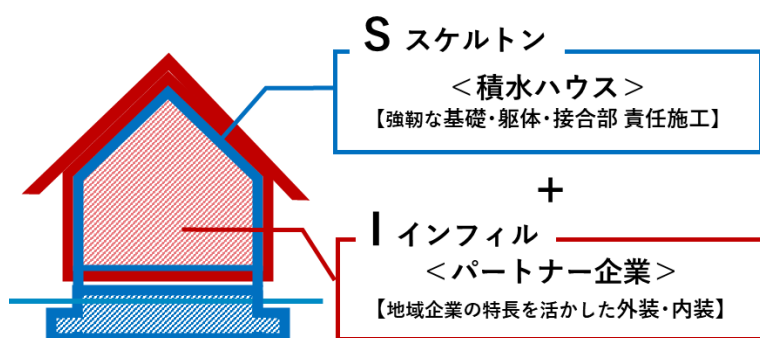 S スケルトン
＜積水ハウス＞
【強靭な基礎・躯体・接合部 責任施工】
＋
I インフィル
＜パートナー企業＞
【地域企業の特長を活かした外装・内装】